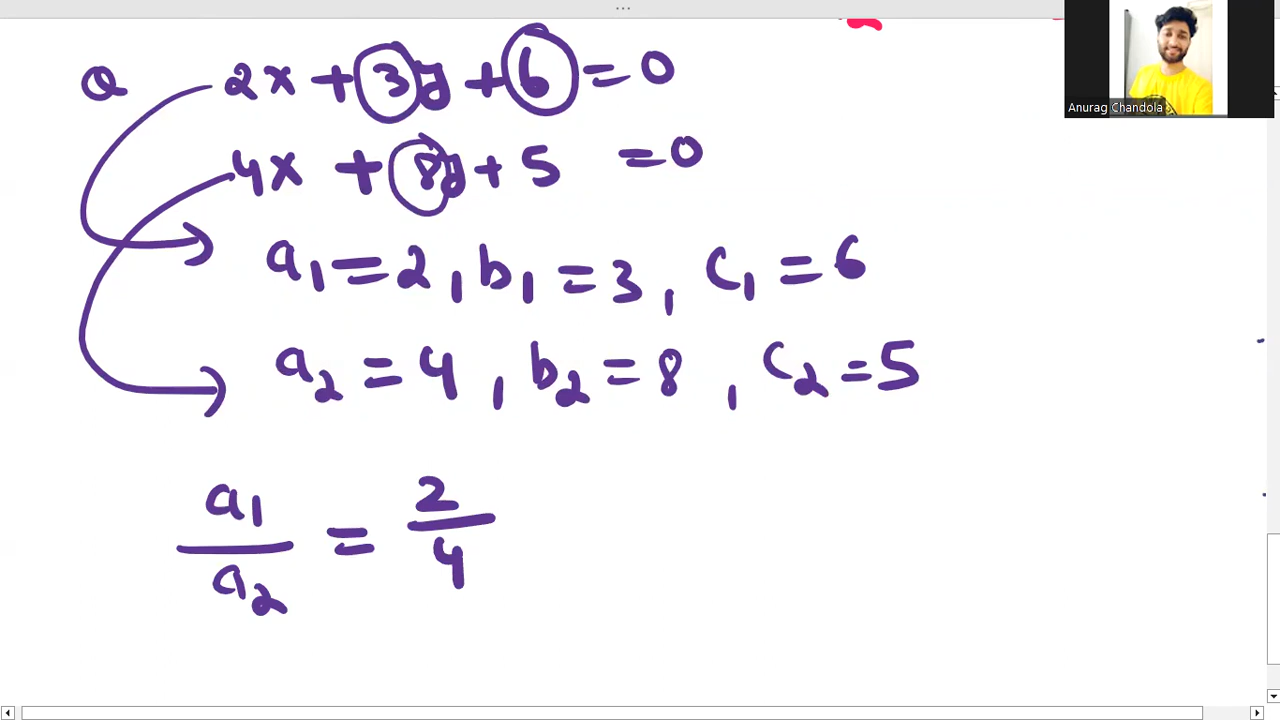 Q 2x + 3y + 6 = 0
4x + 8y + 5 = 0
a1 = 2, b1 = 3, c1 = 6
a2 = 4, b2 = 8, c2 = 5
a1/a2 = 2/4
Anurag Chandola